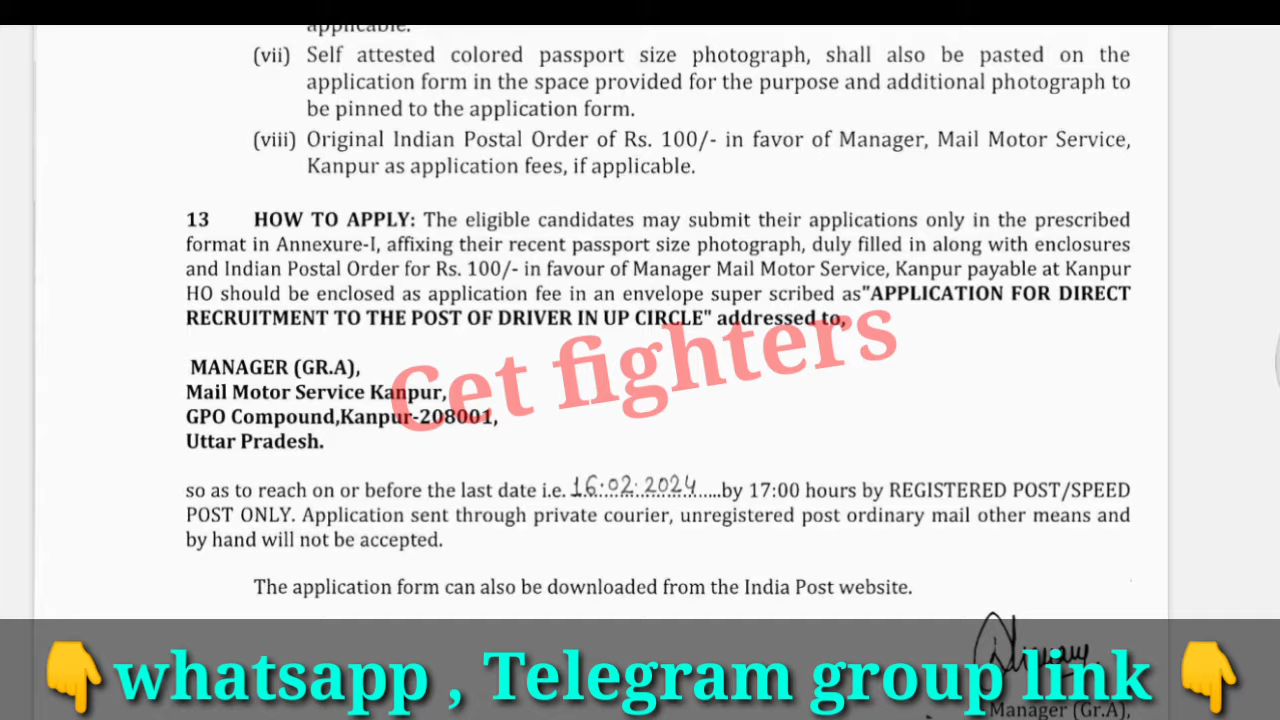 applicable.
(vii) Self attested colored passport size photograph, shall also be pasted on the
application form in the space provided for the purpose and additional photograph to
be pinned to the application form.
(viii) Original Indian Postal Order of Rs. 100/- in favor of Manager, Mail Motor Service,
Kanpur as application fees, if applicable.
13 HOW TO APPLY: The eligible candidates may submit their applications only in the prescribed
format in Annexure-I, affixing their recent passport size photograph, duly filled in along with enclosures
and Indian Postal Order for Rs. 100/- in favour of Manager Mail Motor Service, Kanpur payable at Kanpur
HO should be enclosed as application fee in an envelope super scribed as"APPLICATION FOR DIRECT
RECRUITMENT TO THE POST OF DRIVER IN UP CIRCLE" addressed to,
Cet fighters
MANAGER (GR.A),
Mail Motor Service Kanpur,
GPO Compound,Kanpur-208001,
Uttar Pradesh.
so as to reach on or before the last date i.e. 16.02.2024 .....by 17:00 hours by REGISTERED POST/SPEED
POST ONLY. Application sent through private courier, unregistered post ordinary mail other means and
by hand will not be accepted.
The application form can also be downloaded from the India Post website.
👇whatsapp , Telegram group link 👇
Manager (Gr.A),